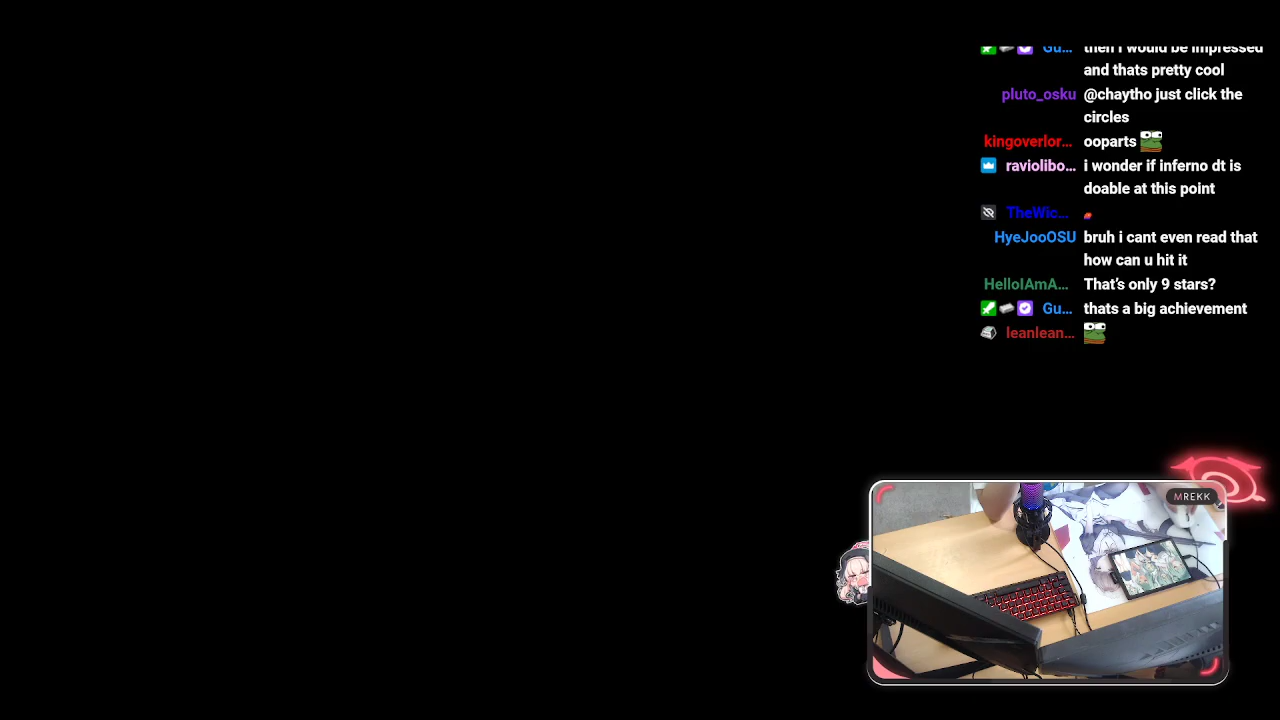 Gu... then i would be impressed
and thats pretty cool
pluto_osku @chaytho just click the
circles
kingoverlor... ooparts
raviolibo... i wonder if inferno dt is
doable at this point
TheWic...
HyeJooOSU bruh i cant even read that
how can u hit it
HelloIAmA... That's only 9 stars?
Gu... thats a big achievement
leanlean...
MREKK